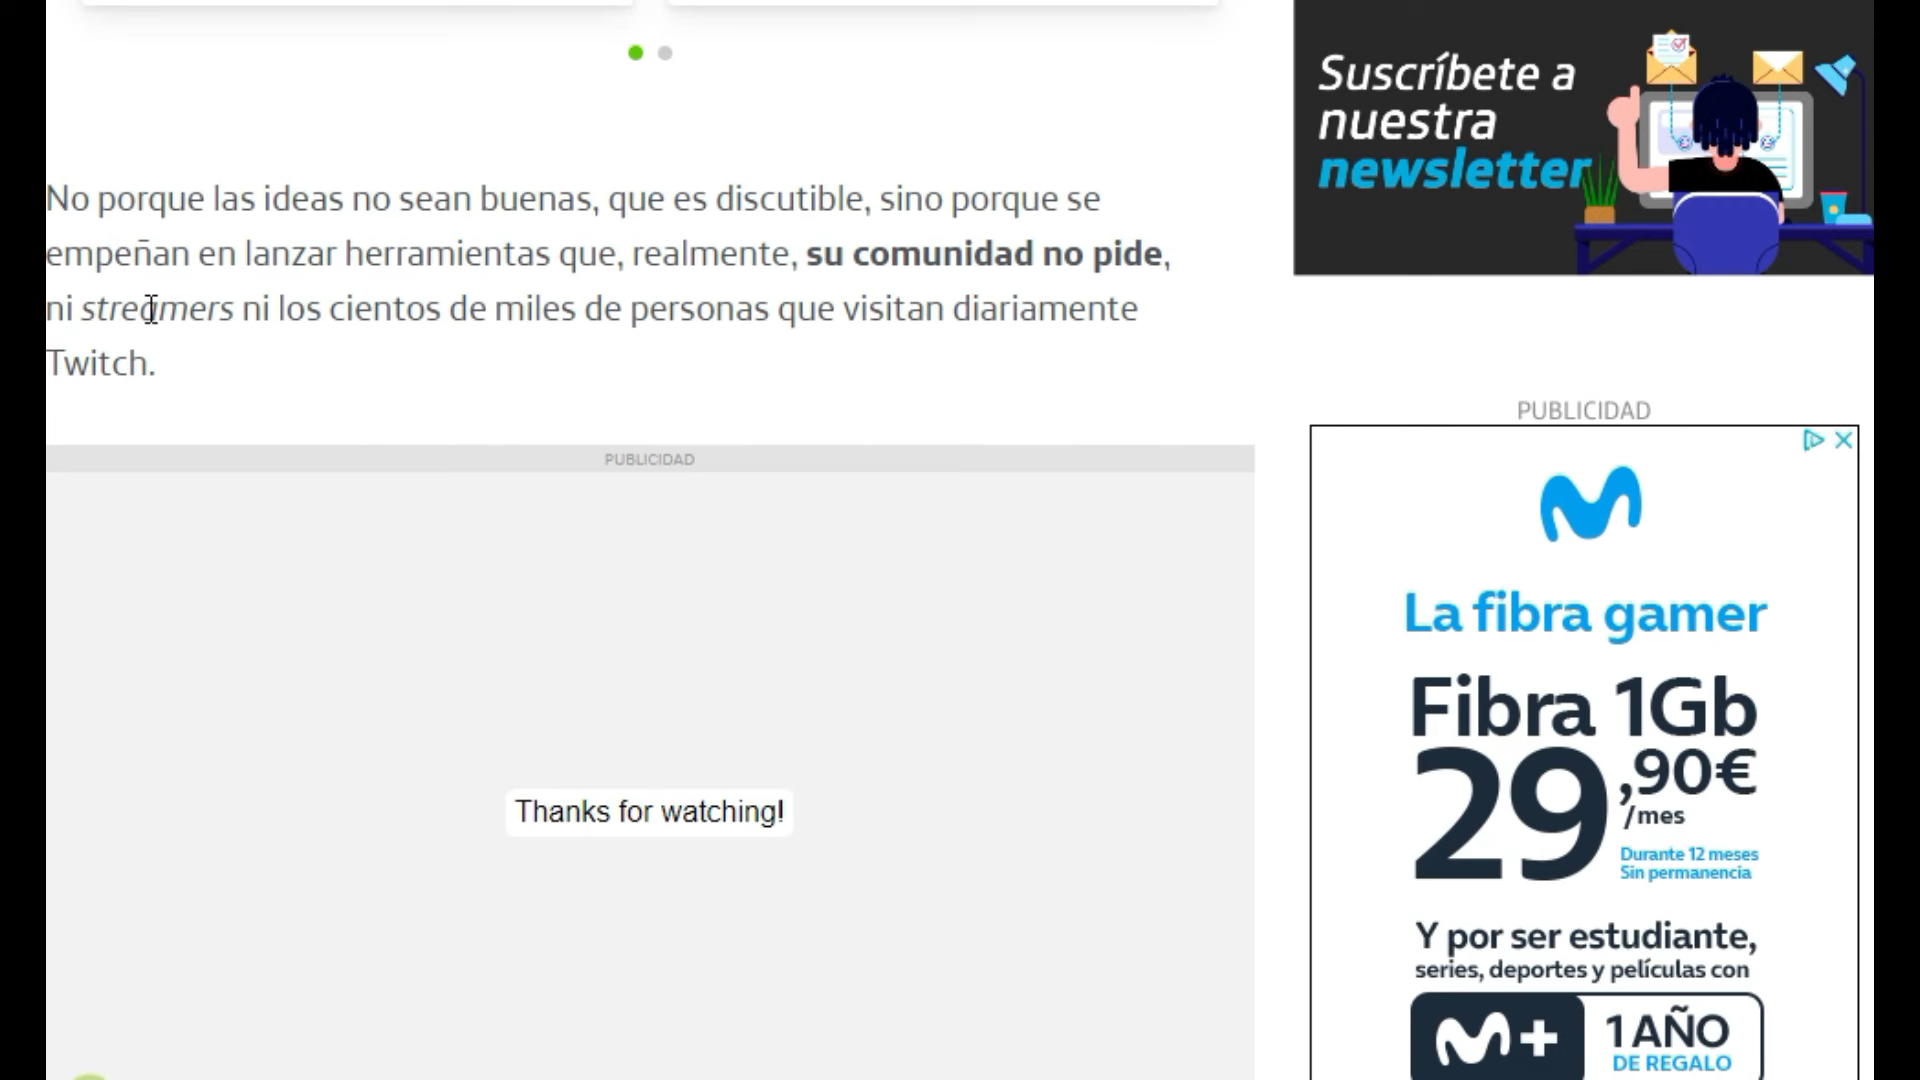 No porque las ideas no sean buenas, que es discutible, sino porque se
empeñan en lanzar herramientas que, realmente, su comunidad no pide,
ni streamers ni los cientos de miles de personas que visitan diariamente
Twitch.
PUBLICIDAD
Thanks for watching!
Suscríbete a
nuestra
newsletter
PUBLICIDAD
La fibra gamer
Fibra 1Gb
29,90€
/mes
Durante 12 meses
Sin permanencia
Y por ser estudiante,
series, deportes y películas con
M+
1 AÑO
DE REGALO